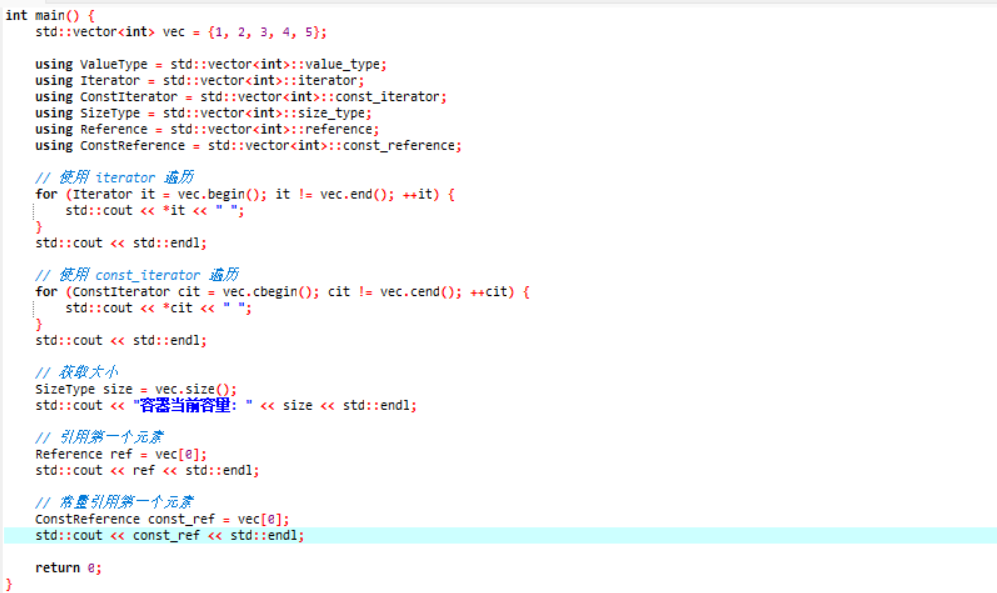 int main() {
    std::vector<int> vec = {1, 2, 3, 4, 5};
    using ValueType = std::vector<int>::value_type;
    using Iterator = std::vector<int>::iterator;
    using ConstIterator = std::vector<int>::const_iterator;
    using SizeType = std::vector<int>::size_type;
    using Reference = std::vector<int>::reference;
    using ConstReference = std::vector<int>::const_reference;
    // 使用 iterator 遍历
    for (Iterator it = vec.begin(); it != vec.end(); ++it) {
        std::cout << *it << " ";
    }
    std::cout << std::endl;
    // 使用 const_iterator 遍历
    for (ConstIterator cit = vec.cbegin(); cit != vec.cend(); ++cit) {
        std::cout << *cit << " ";
    }
    std::cout << std::endl;
    // 获取大小
    SizeType size = vec.size();
    std::cout << "容器当前容量: " << size << std::endl;
    // 引用第一个元素
    Reference ref = vec[0];
    std::cout << ref << std::endl;
    // 常量引用第一个元素
    ConstReference const_ref = vec[0];
    std::cout << const_ref << std::endl;
    return 0;
}